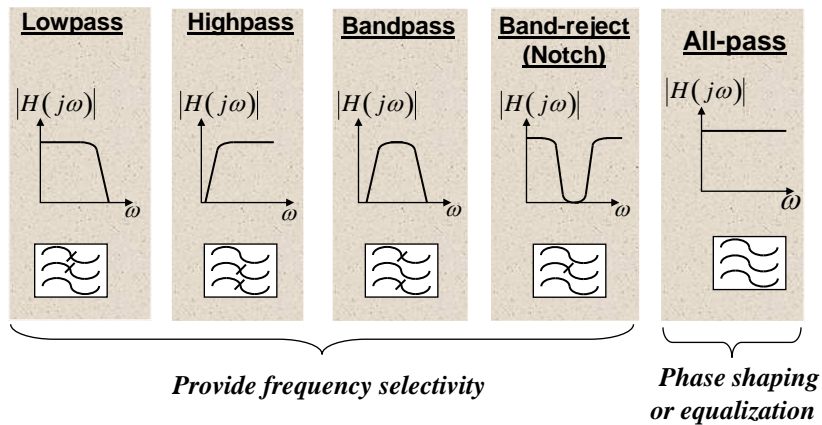 Lowpass
Highpass
Bandpass
Band-reject
(Notch)
All-pass
|H(jω)|
|H(jω)|
|H(jω)|
|H(jω)|
|H(jω)|
ω
ω
ω
ω
ω
Provide frequency selectivity
Phase shaping
or equalization